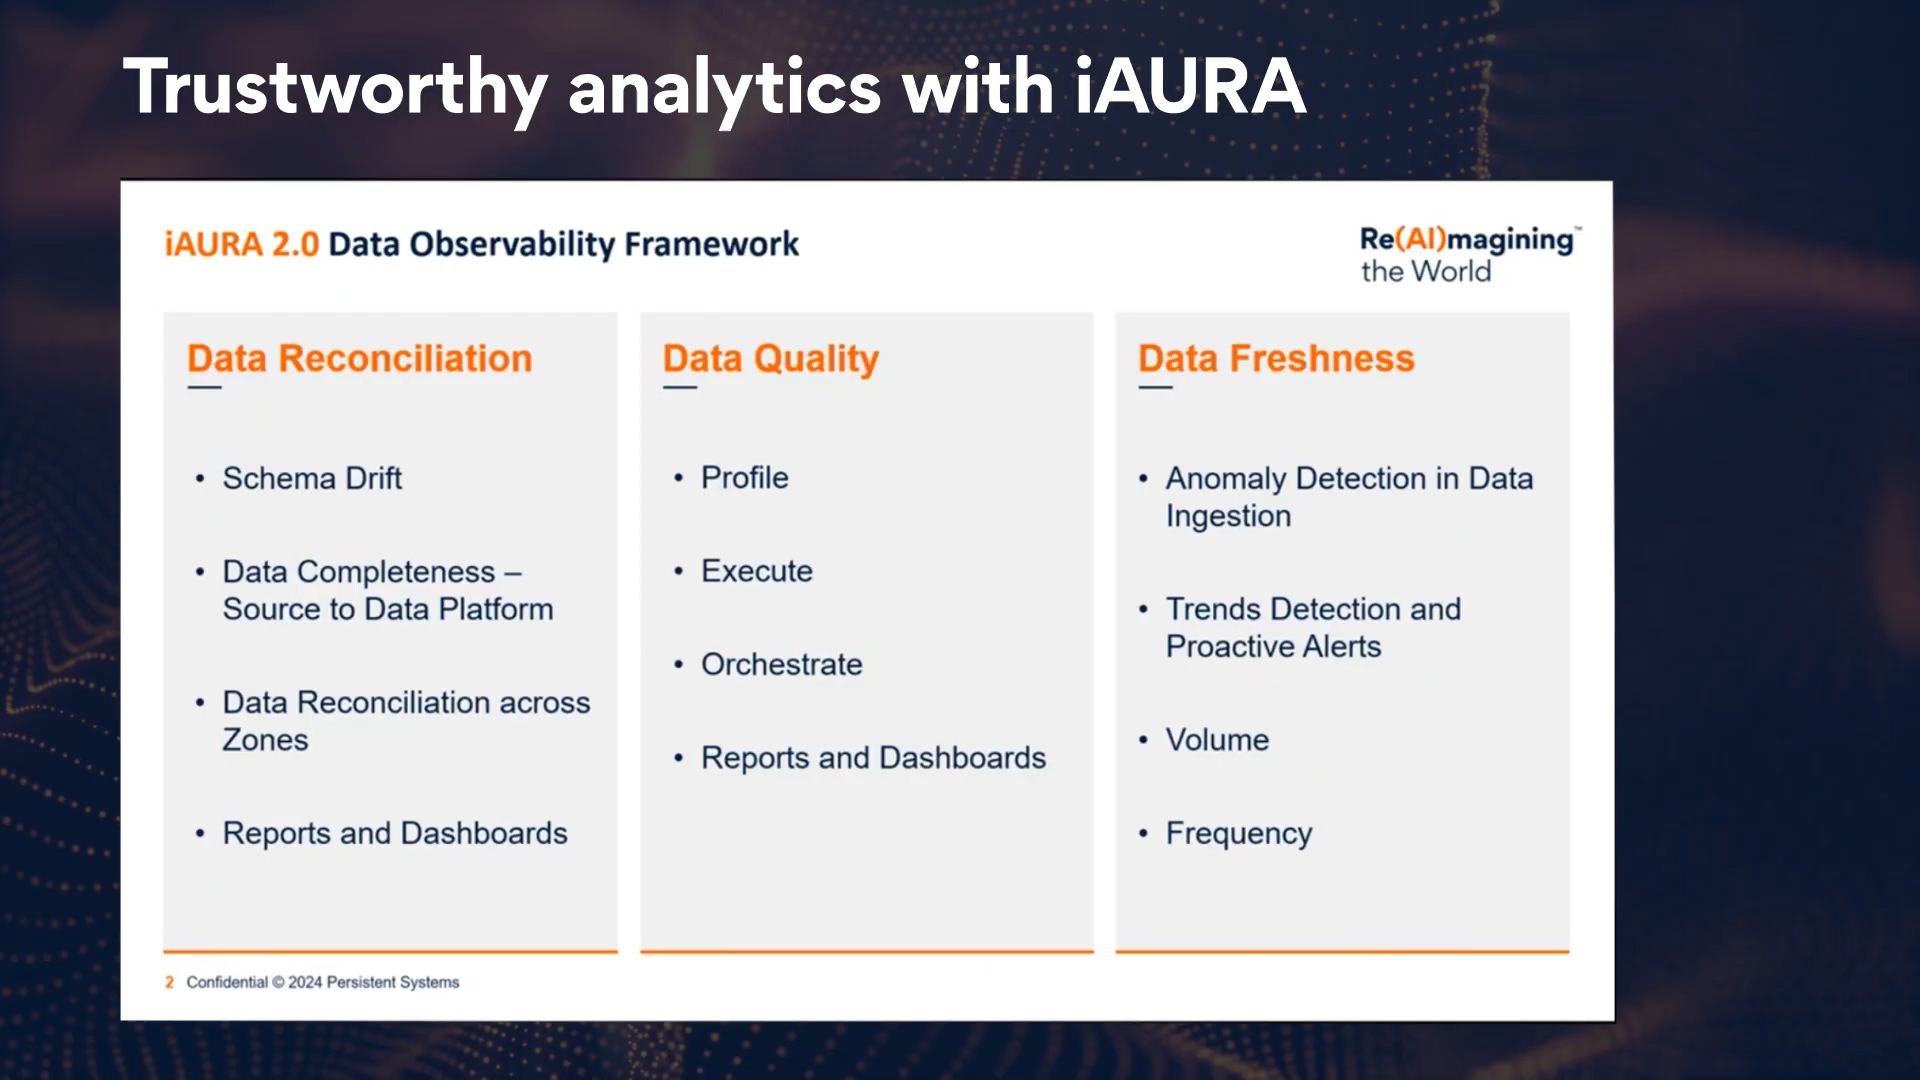 Trustworthy analytics with iAURA
iAURA 2.0 Data Observability Framework
Re(AI)magining™
the World
Data Reconciliation
• Schema Drift
• Data Completeness –
Source to Data Platform
• Data Reconciliation across
Zones
• Reports and Dashboards
Data Quality
• Profile
• Execute
• Orchestrate
• Reports and Dashboards
Data Freshness
• Anomaly Detection in Data
Ingestion
• Trends Detection and
Proactive Alerts
• Volume
• Frequency
2 Confidential © 2024 Persistent Systems